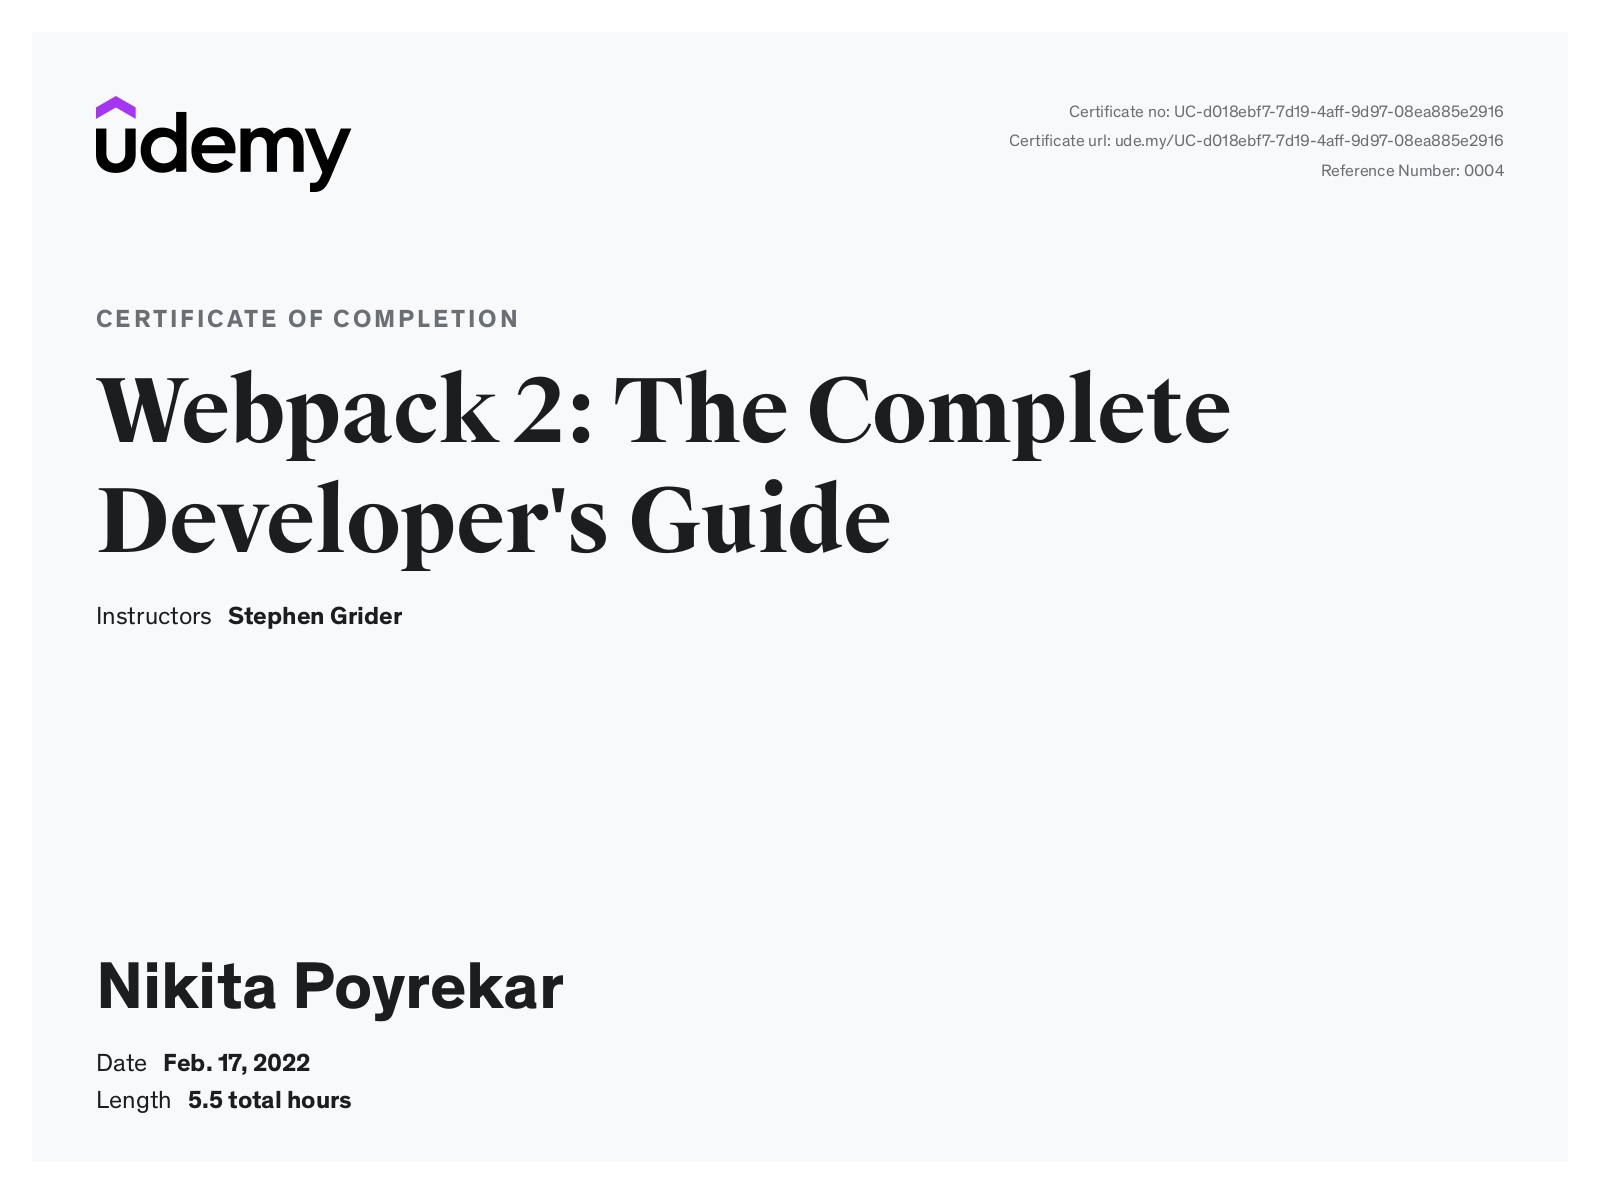 udemy
Certificate no: UC-d018ebf7-7d19-4aff-9d97-08ea885e2916
Certificate url: ude.my/UC-d018ebf7-7d19-4aff-9d97-08ea885e2916
Reference Number: 0004
CERTIFICATE OF COMPLETION
Webpack 2: The Complete
Developer's Guide
Instructors Stephen Grider
Nikita Poyrekar
Date Feb. 17, 2022
Length 5.5 total hours